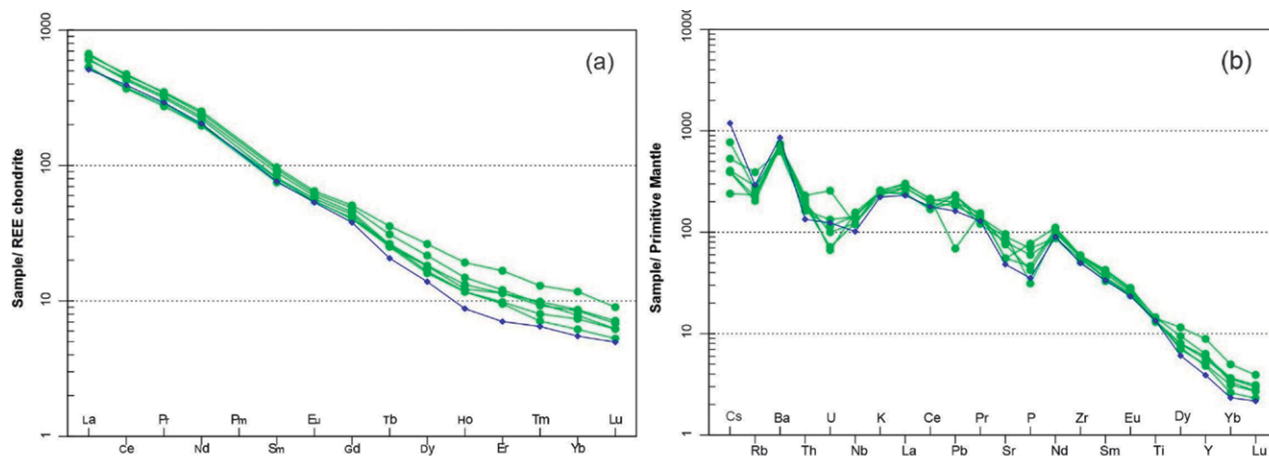 1000
100
10
1
Sample/ REE chondrite
(a)
La Pr Pm Eu Tb Ho Tm Lu
Ce Nd Sm Gd Dy Er Yb
1000
1000
100
10
1
Sample/ Primitive Mantle
(b)
Cs Ba U K Ce Pr P Zr Eu Dy Yb
Rb Th Nb La Pb Sr Nd Sm Ti Y Lu